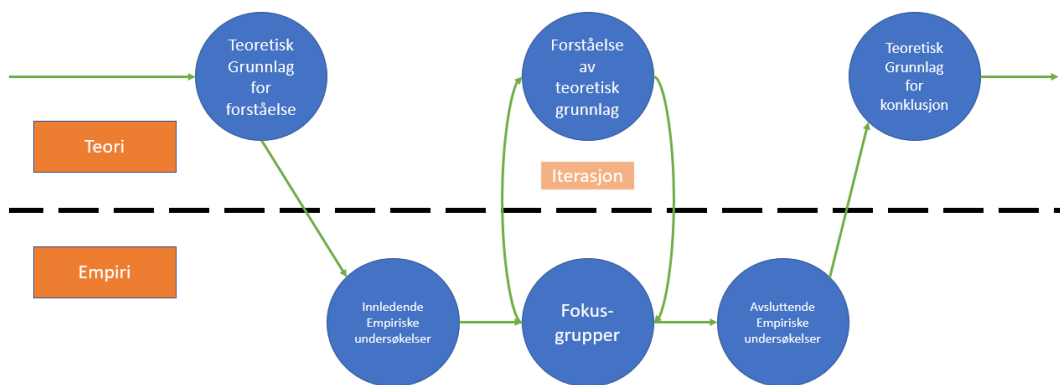 Teoretisk
Grunnlag
for
forståelse
Forståelse
av
teoretisk
grunnlag
Teoretisk
Grunnlag
for
konklusjon
Teori
Iterasjon
Empiri
Innledende
Empiriske
undersøkelser
Fokus-
grupper
Avsluttende
Empiriske
undersøkelser